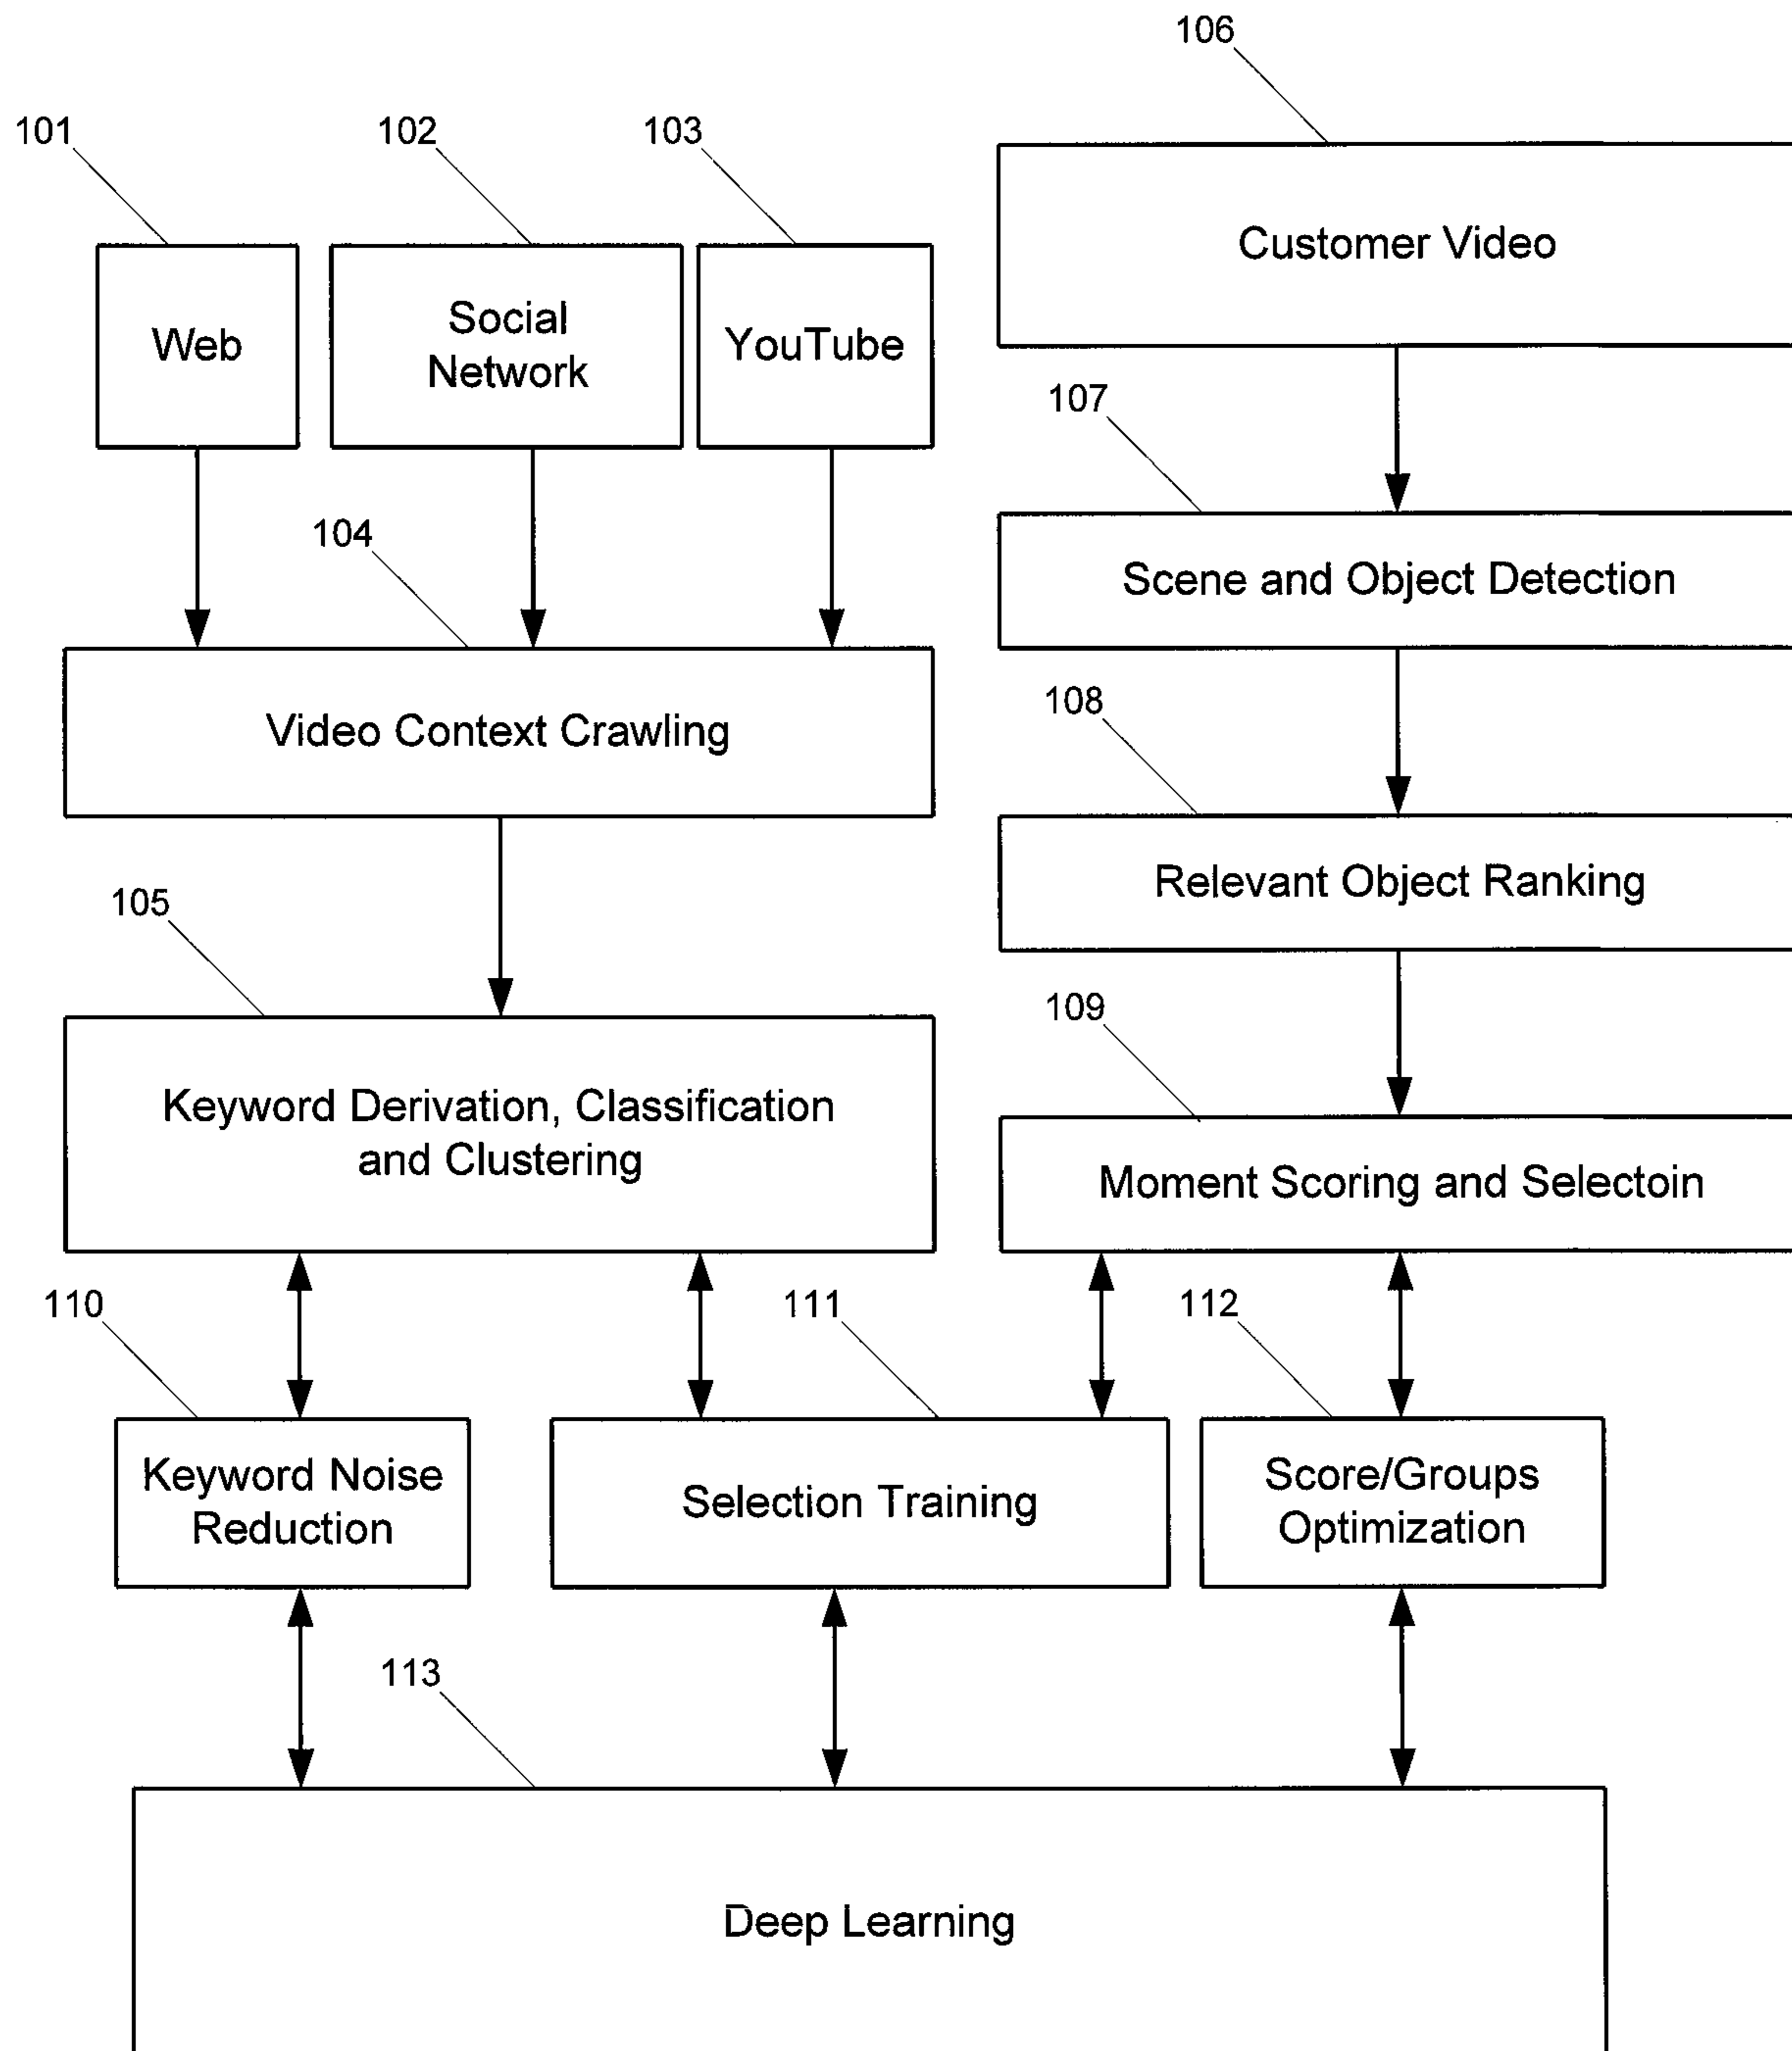 106
101
102
103
Customer Video
Web
Social
Network
YouTube
107
104
Scene and Object Detection
Video Context Crawling
108
Relevant Object Ranking
105
109
Keyword Derivation, Classification
and Clustering
Moment Scoring and Selectoin
110
111
112
Keyword Noise
Reduction
Selection Training
Score/Groups
Optimization
113
Deep Learning